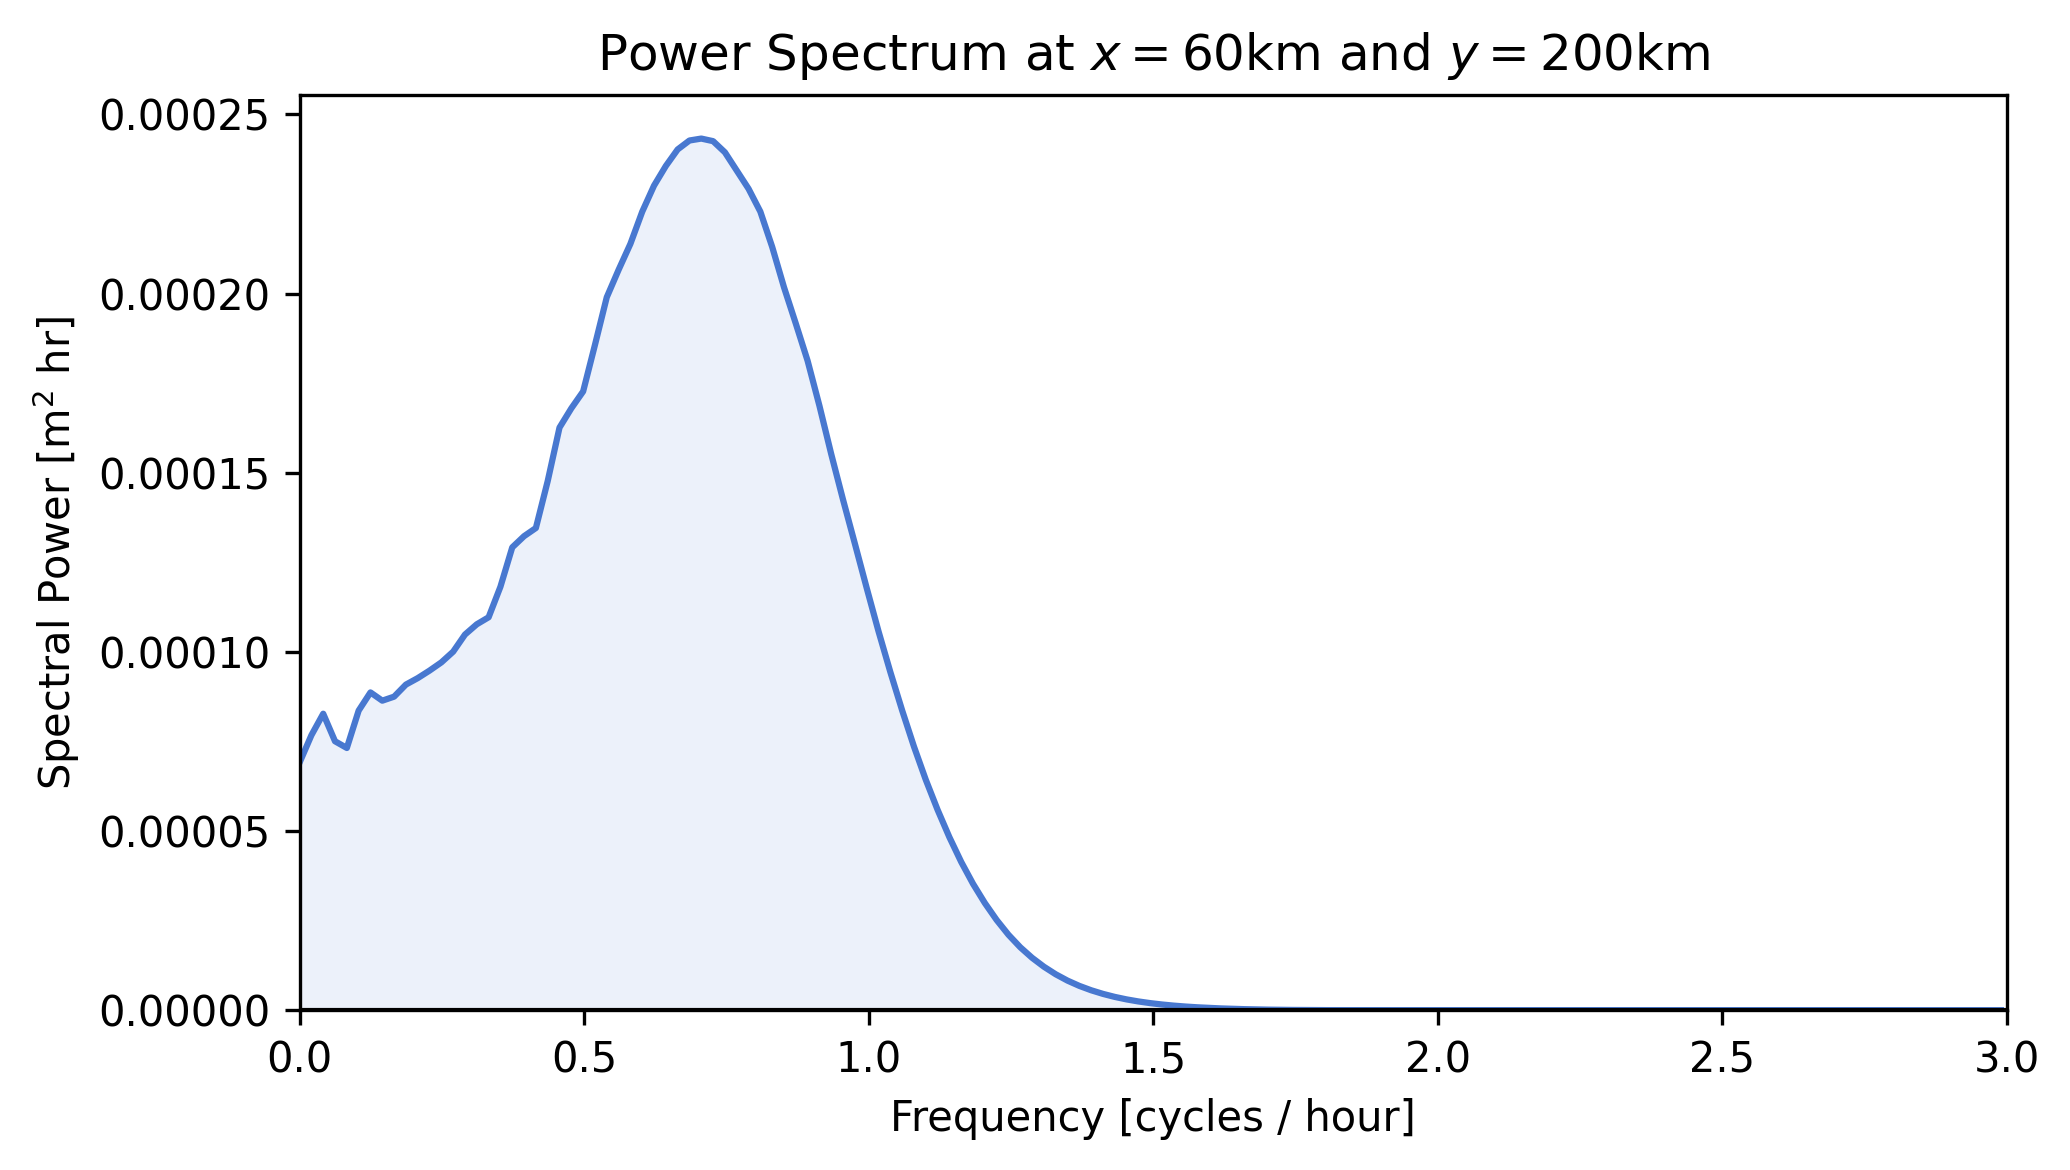 Power Spectrum at x = 60km and y = 200km
0.00025
0.00020
0.00015
0.00010
0.00005
0.00000
Spectral Power [m² hr]
0.0 0.5 1.0 1.5 2.0 2.5 3.0
Frequency [cycles / hour]